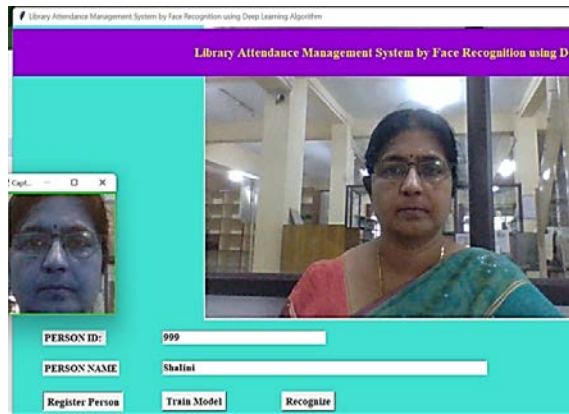 Library Attendance Management System by Face Recognition using Deep Learning Algorithm
Library Attendance Management System by Face Recognition using D
Capt...
PERSON ID:
999
PERSON NAME
Shalini
Register Person
Train Model
Recognize